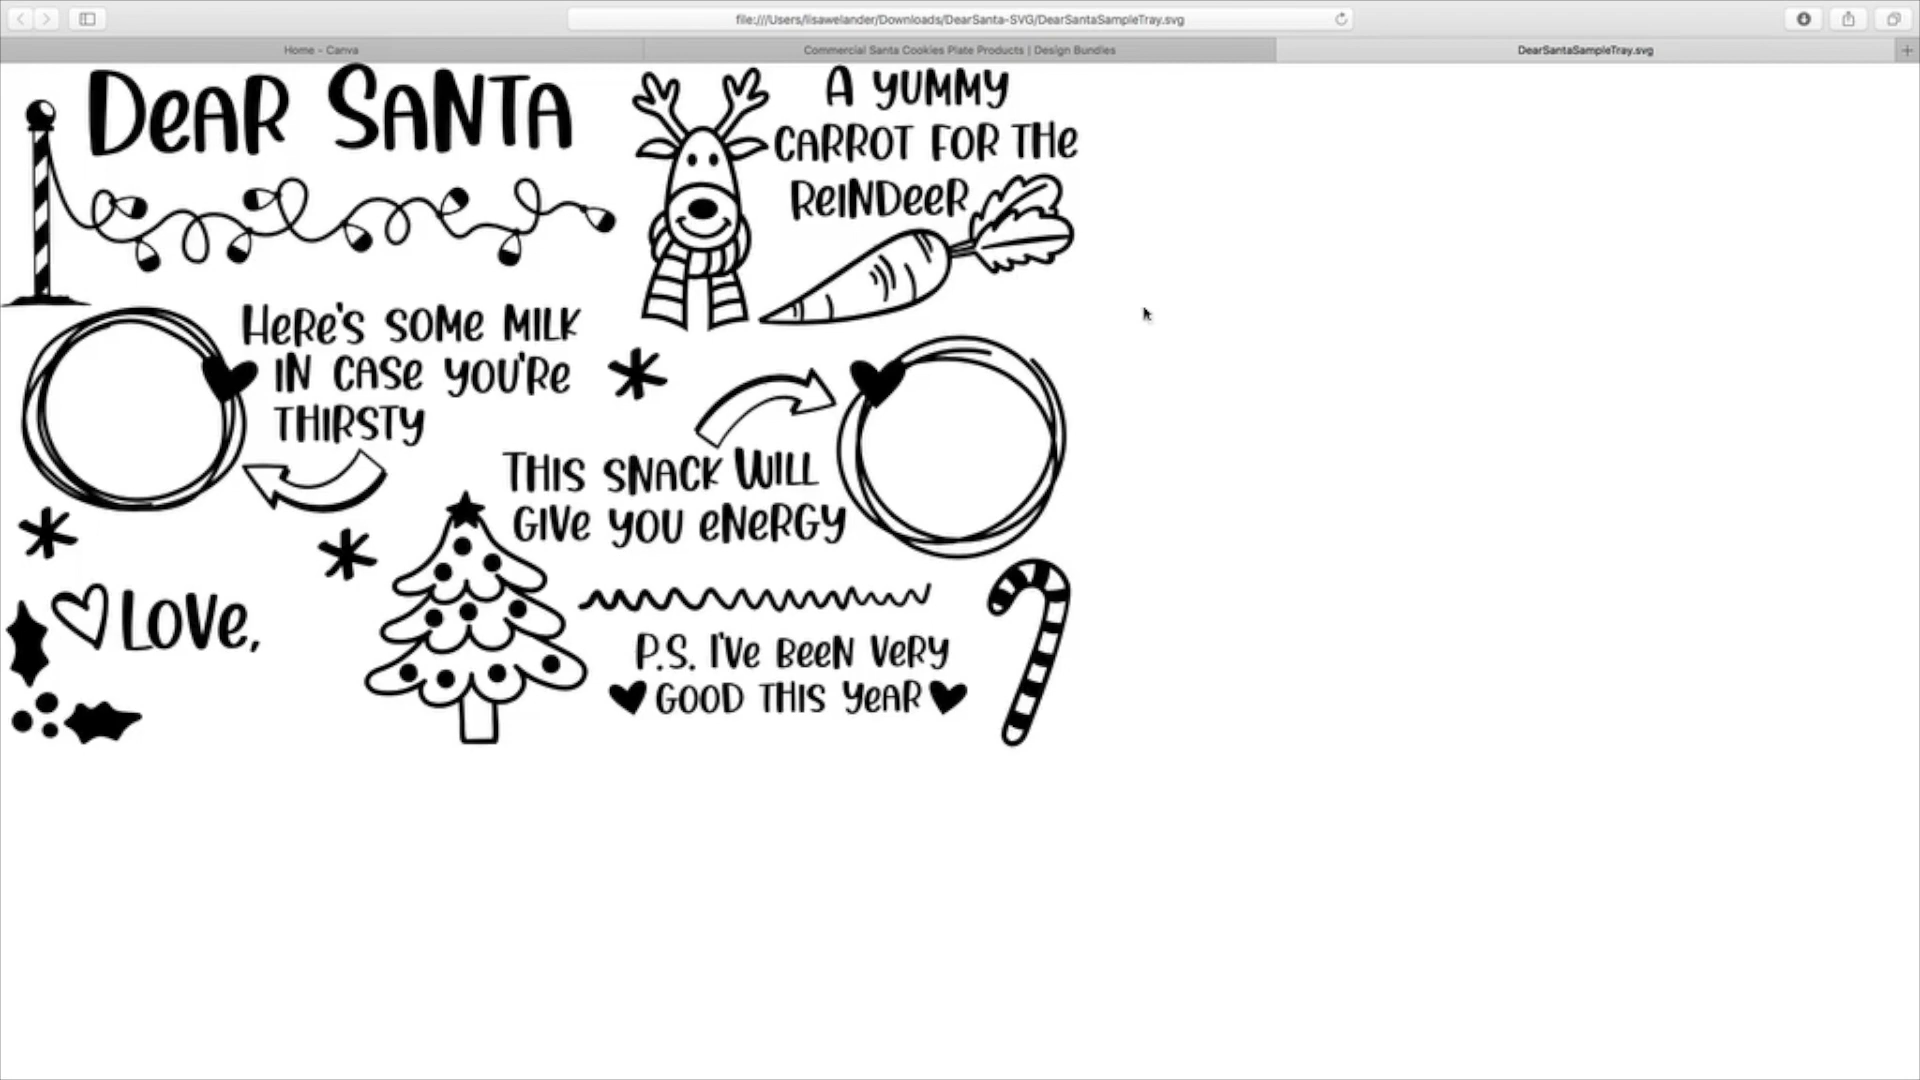 file:///Users/lisawelander/Downloads/DearSanta-SVG/DearSantaSampleTray.svg
Home - Canva
Commercial Santa Cookies Plate Products | Design Bundles
DearSantaSampleTray.svg
DeAR SANTA
A YUMMY
CARROT FOR THe
ReINDeeR
HeRe'S SOMe MILK
IN CASe YOU'Re
THIRSTY
THIS SNACK WILL
GIVe YOU eNeRGY
LOVe,
P.S. I'Ve BeeN VeRY
GOOD THIS YeAR